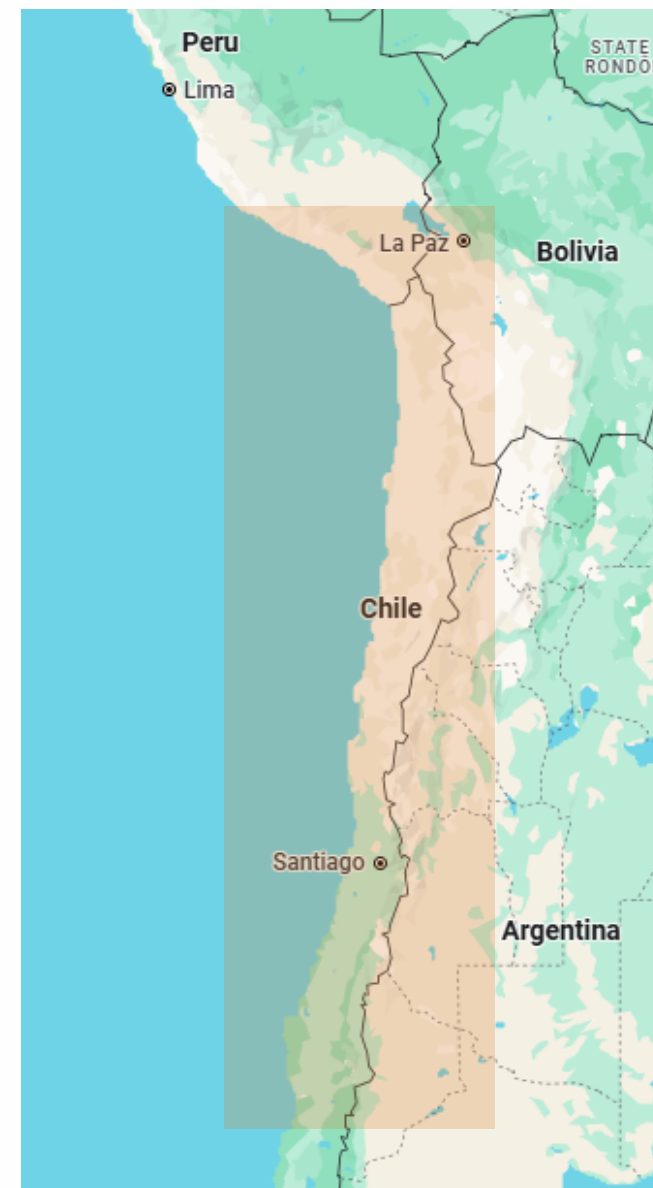 Peru
STATE
RONDÔ
Lima
La Paz
Bolivia
Chile
Santiago
Argentina